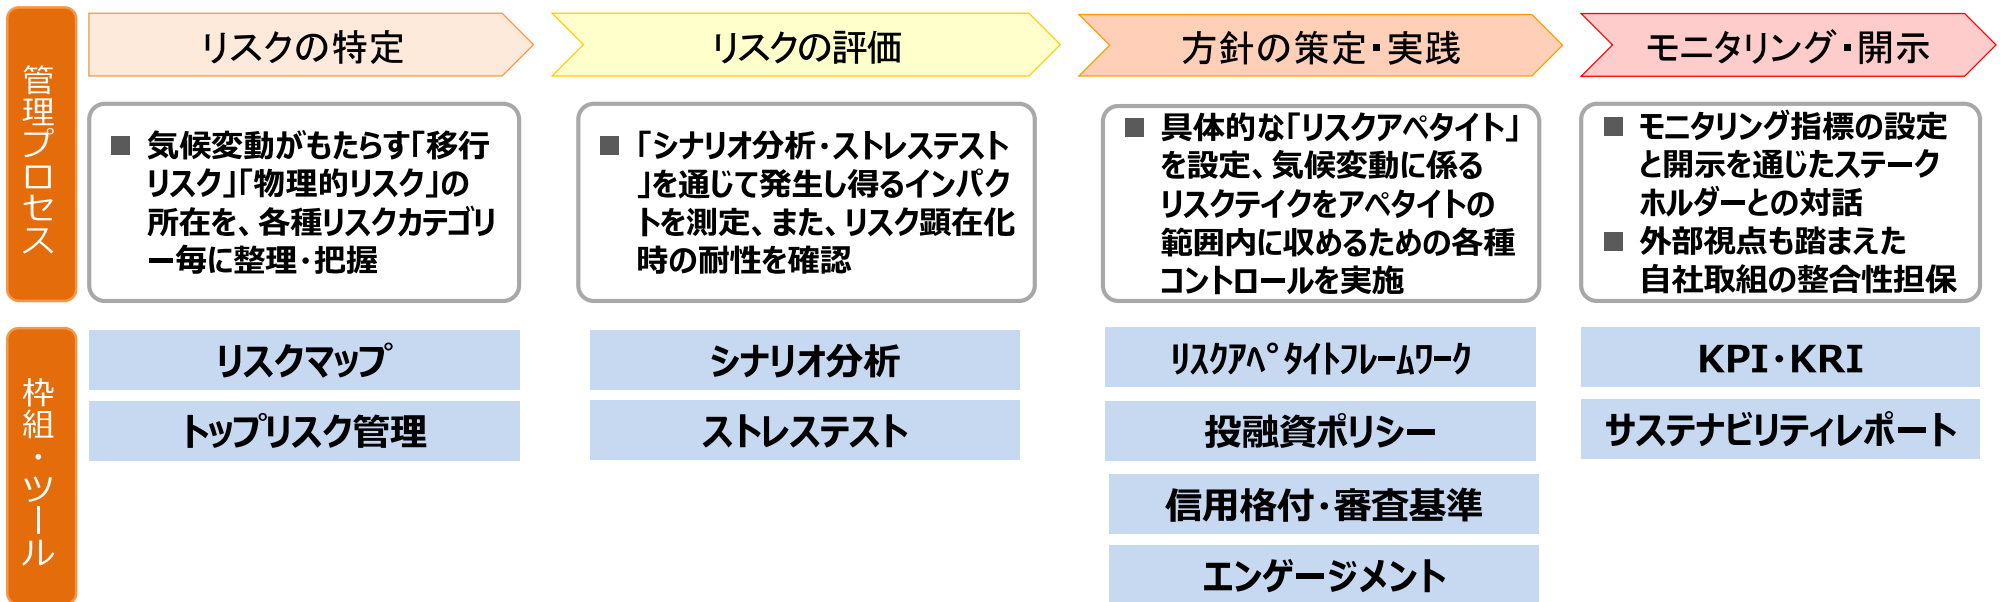 管理プロセス
リスクの特定
リスクの評価
方針の策定・実践
モニタリング・開示
■ 気候変動がもたらす「移行
リスク」「物理的リスク」の
所在を、各種リスクカテゴリ
ー毎に整理・把握
■ 「シナリオ分析・ストレステスト
」を通じて発生し得るインパク
トを測定、また、リスク顕在化
時の耐性を確認
■ 具体的な「リスクアペタイト」
を設定、気候変動に係る
リスクテイクをアペタイトの
範囲内に収めるための各種
コントロールを実施
■ モニタリング指標の設定
と開示を通じたステーク
ホルダーとの対話
■ 外部視点も踏まえた
自社取組の整合性担保
枠組・ツール
リスクマップ
トップリスク管理
シナリオ分析
ストレステスト
ﾘｽｸｱﾍﾟﾀｲﾄﾌﾚｰﾑﾜｰｸ
投融資ポリシー
信用格付・審査基準
エンゲージメント
KPI・KRI
サステナビリティレポート